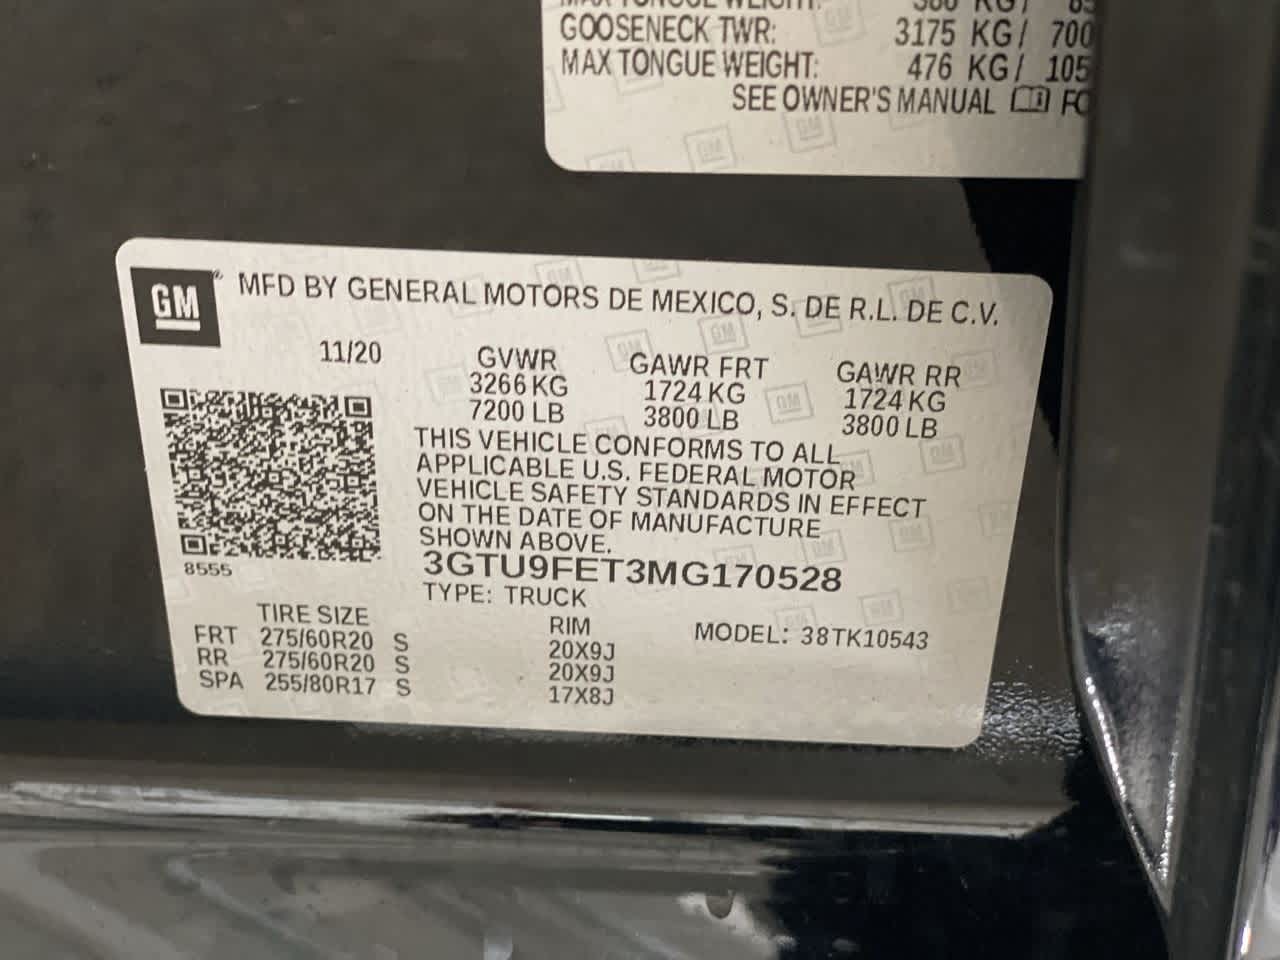 MAX TONGUE WEIGHT:
GOOSENECK TWR: 3175 KG/ 700
MAX TONGUE WEIGHT: 476 KG/ 105
SEE OWNER'S MANUAL FO
GM MFD BY GENERAL MOTORS DE MEXICO, S. DE R.L. DE C.V.
11/20 GVWR GAWR FRT GAWR RR
3266 KG 1724 KG 1724 KG
7200 LB 3800 LB 3800 LB
THIS VEHICLE CONFORMS TO ALL
APPLICABLE U.S. FEDERAL MOTOR
VEHICLE SAFETY STANDARDS IN EFFECT
ON THE DATE OF MANUFACTURE
SHOWN ABOVE.
8555
3GTU9FET3MG170528
TYPE: TRUCK
TIRE SIZE RIM MODEL: 38TK10543
FRT 275/60R20 S 20X9J
RR 275/60R20 S 20X9J
SPA 255/80R17 S 17X8J